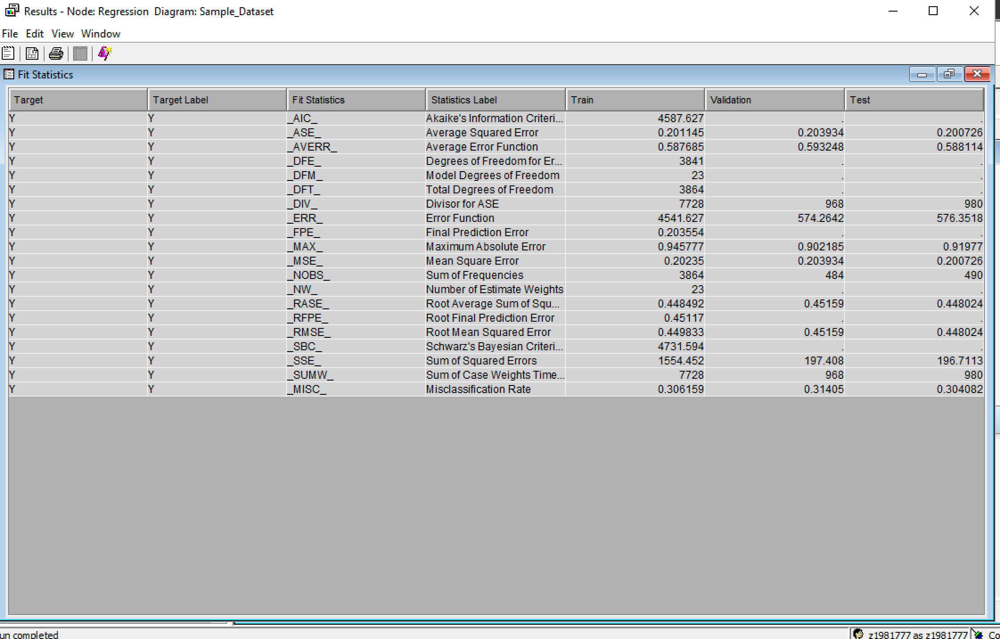 Results - Node: Regression  Diagram: Sample_Dataset
File Edit View Window
Fit Statistics
Target Target Label Fit Statistics Statistics Label Train Validation Test
Y Y _AIC_ Akaike's Information Criteri... 4587.627 . .
Y Y _ASE_ Average Squared Error 0.201145 0.203934 0.200726
Y Y _AVERR_ Average Error Function 0.587685 0.593248 0.588114
Y Y _DFE_ Degrees of Freedom for Er... 3841 . .
Y Y _DFM_ Model Degrees of Freedom 23 . .
Y Y _DFT_ Total Degrees of Freedom 3864 . .
Y Y _DIV_ Divisor for ASE 7728 968 980
Y Y _ERR_ Error Function 4541.627 574.2642 576.3518
Y Y _FPE_ Final Prediction Error 0.203554 . .
Y Y _MAX_ Maximum Absolute Error 0.945777 0.902185 0.91977
Y Y _MSE_ Mean Square Error 0.20235 0.203934 0.200726
Y Y _NOBS_ Sum of Frequencies 3864 484 490
Y Y _NW_ Number of Estimate Weights 23 . .
Y Y _RASE_ Root Average Sum of Squ... 0.448492 0.45159 0.448024
Y Y _RFPE_ Root Final Prediction Error 0.45117 . .
Y Y _RMSE_ Root Mean Squared Error 0.449833 0.45159 0.448024
Y Y _SBC_ Schwarz's Bayesian Criteri... 4731.594 . .
Y Y _SSE_ Sum of Squared Errors 1554.452 197.408 196.7113
Y Y _SUMW_ Sum of Case Weights Time... 7728 968 980
Y Y _MISC_ Misclassification Rate 0.306159 0.31405 0.304082
un completed z1981777 as z1981777 Co